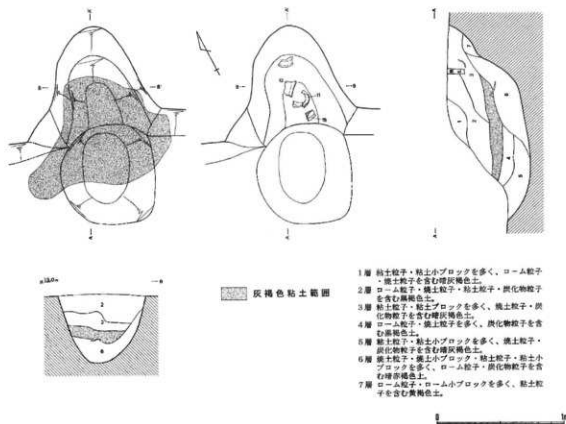 灰褐色粘土範囲
1層 粘土粒子・粘土小ブロックを多く、ローム粒子
・焼土粒子を含む暗灰褐色土。
2層 ローム粒子・焼土粒子・粘土粒子・炭化物粒子
を含む黒褐色土。
3層 粘土粒子・粘土ブロックを多く、焼土粒子・炭
化物粒子を含む暗灰褐色土。
4層 ローム粒子・焼土粒子を多く、炭化物粒子を含
む黒褐色土。
5層 粘土粒子・粘土小ブロックを多く、焼土粒子・
炭化物粒子を含む暗灰褐色土。
6層 焼土粒子・焼土小ブロック・粘土粒子・粘土小
ブロックを多く、ローム粒子・炭化物粒子を含
む暗赤褐色土。
7層 ローム粒子・ローム小ブロックを多く、粘土粒
子を含む黄褐色土。
0 1m